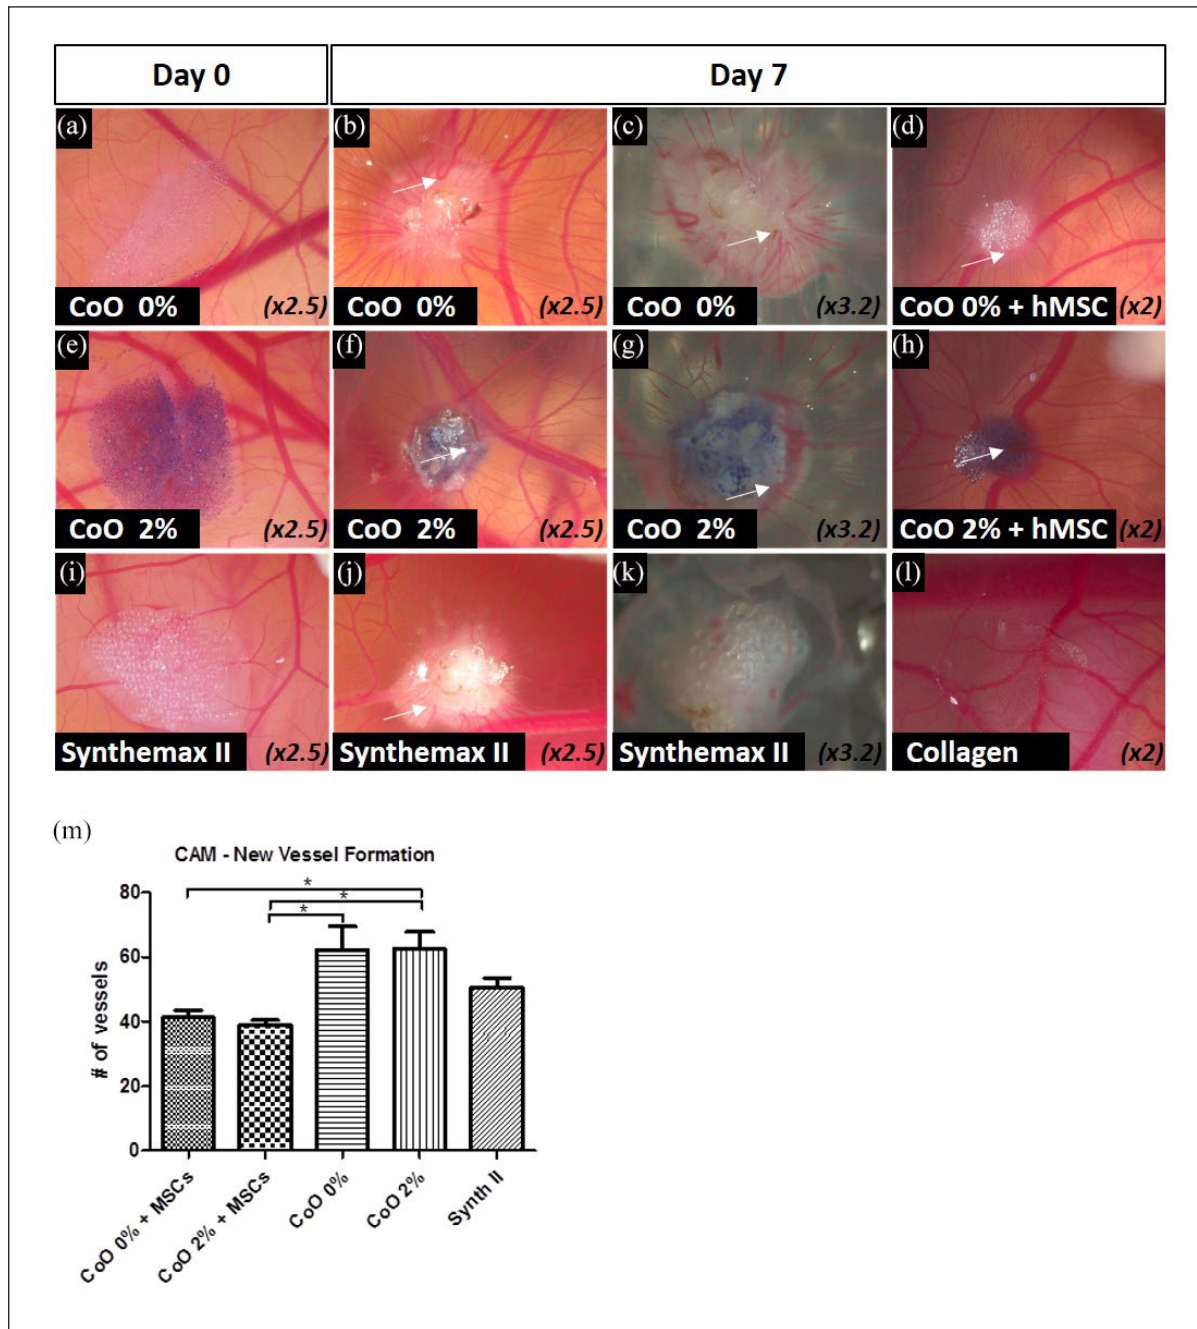 Day 0
Day 7
(a)
(b)
(c)
(d)
CoO 0%
(x2.5)
CoO 0%
(x2.5)
CoO 0%
(x3.2)
CoO 0% + hMSC
(x2)
(e)
(f)
(g)
(h)
CoO 2%
(x2.5)
CoO 2%
(x2.5)
CoO 2%
(x3.2)
CoO 2% + hMSC
(x2)
(i)
(j)
(k)
(l)
Synthemax II
(x2.5)
Synthemax II
(x2.5)
Synthemax II
(x3.2)
Collagen
(x2)
(m)
CAM - New Vessel Formation
# of vessels
80
60
40
20
0
*
*
*
CoO 0% + MSCs
CoO 2% + MSCs
CoO 0%
CoO 2%
Synth II